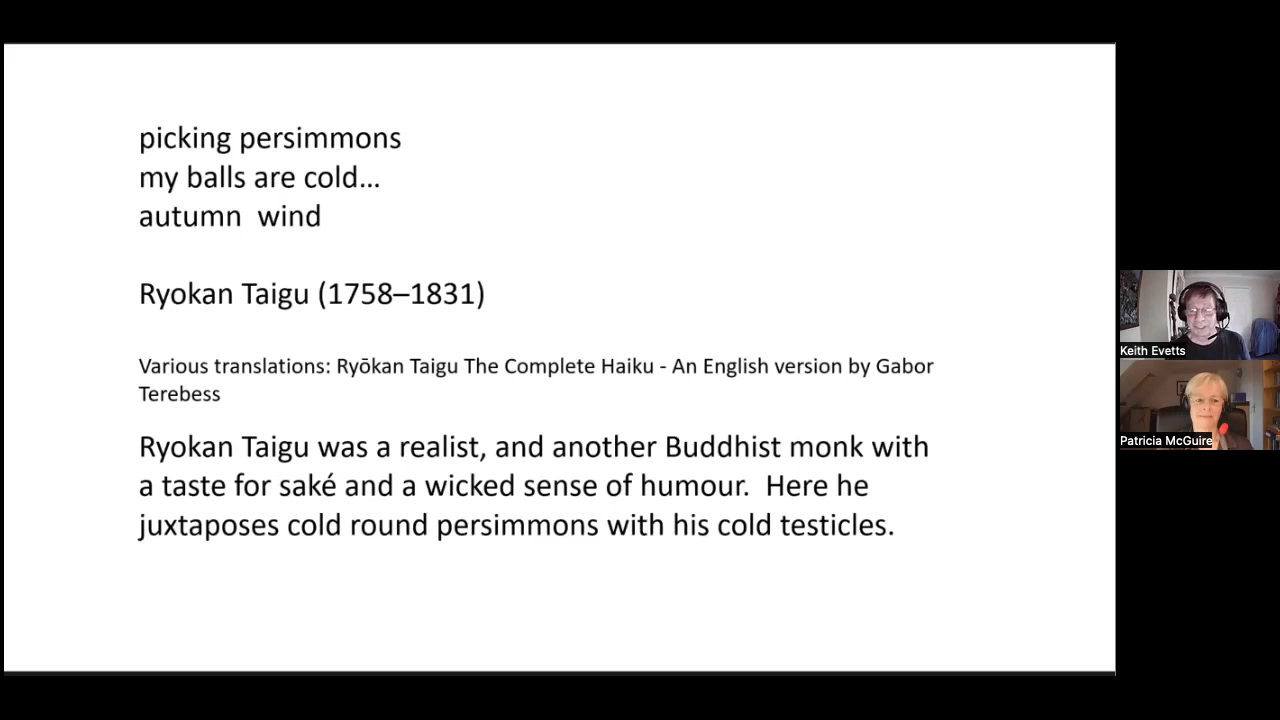 picking persimmons
my balls are cold...
autumn  wind
Ryokan Taigu (1758–1831)
Various translations: Ryōkan Taigu The Complete Haiku - An English version by Gabor
Terebess
Ryokan Taigu was a realist, and another Buddhist monk with
a taste for saké and a wicked sense of humour.  Here he
juxtaposes cold round persimmons with his cold testicles.
Keith Evetts
Patricia McGuire